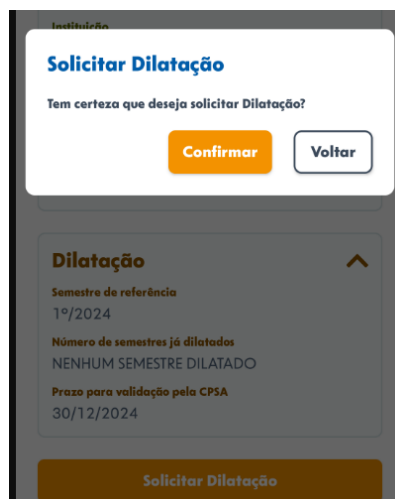 Instituição
Solicitar Dilatação
Tem certeza que deseja solicitar Dilatação?
Confirmar
Voltar
Dilatação
Semestre de referência
1º/2024
Número de semestres já dilatados
NENHUM SEMESTRE DILATADO
Prazo para validação pela CPSA
30/12/2024
Solicitar Dilatação